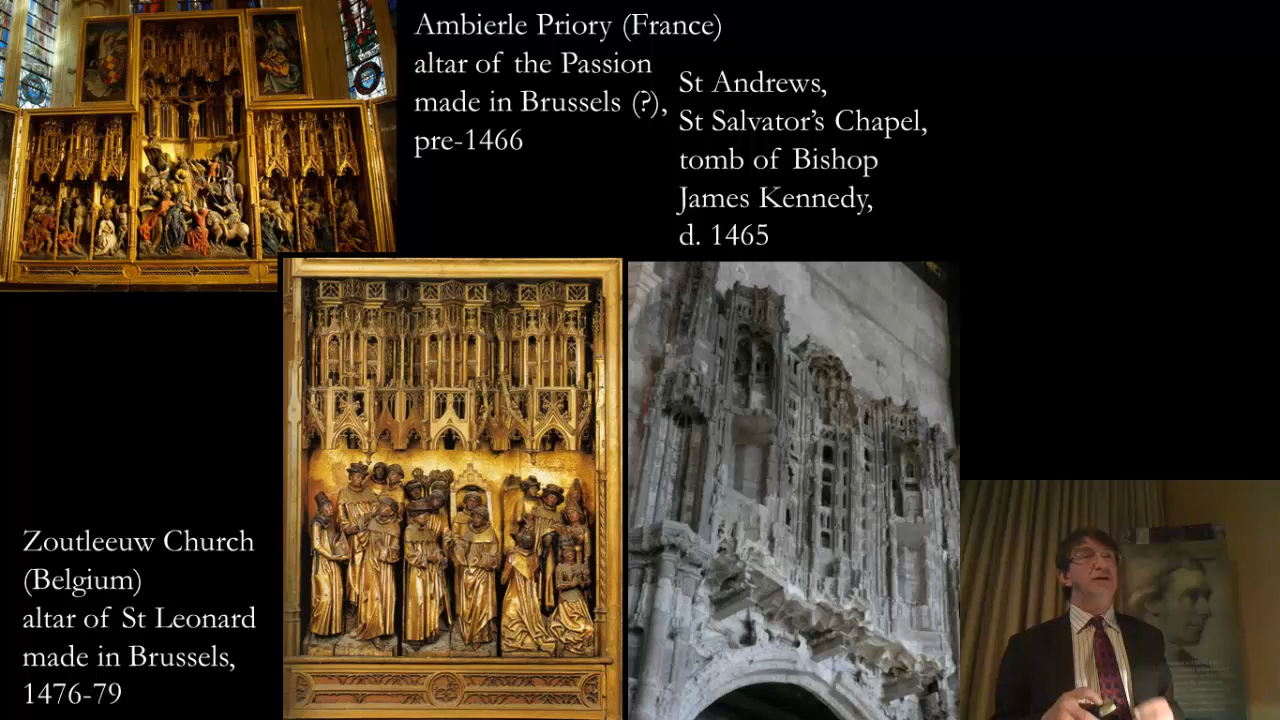 Ambierle Priory (France)
altar of the Passion
made in Brussels (?),
pre-1466
St Andrews,
St Salvator’s Chapel,
tomb of Bishop
James Kennedy,
d. 1465
Zoutleeuw Church
(Belgium)
altar of St Leonard
made in Brussels,
1476-79